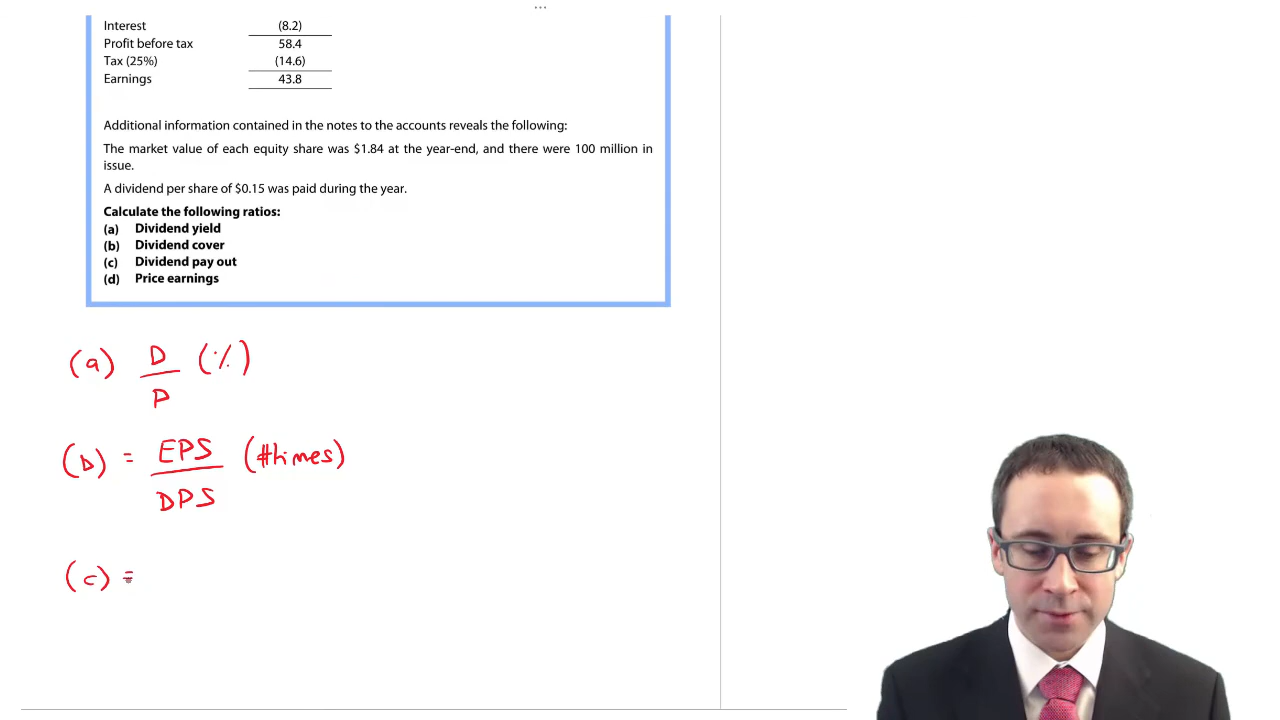 ...
Interest (8.2)
Profit before tax 58.4
Tax (25%) (14.6)
Earnings 43.8
Additional information contained in the notes to the accounts reveals the following:
The market value of each equity share was $1.84 at the year-end, and there were 100 million in
issue.
A dividend per share of $0.15 was paid during the year.
Calculate the following ratios:
(a) Dividend yield
(b) Dividend cover
(c) Dividend pay out
(d) Price earnings
(a) D (%)
P
(b) = EPS (#times)
DPS
(c) =